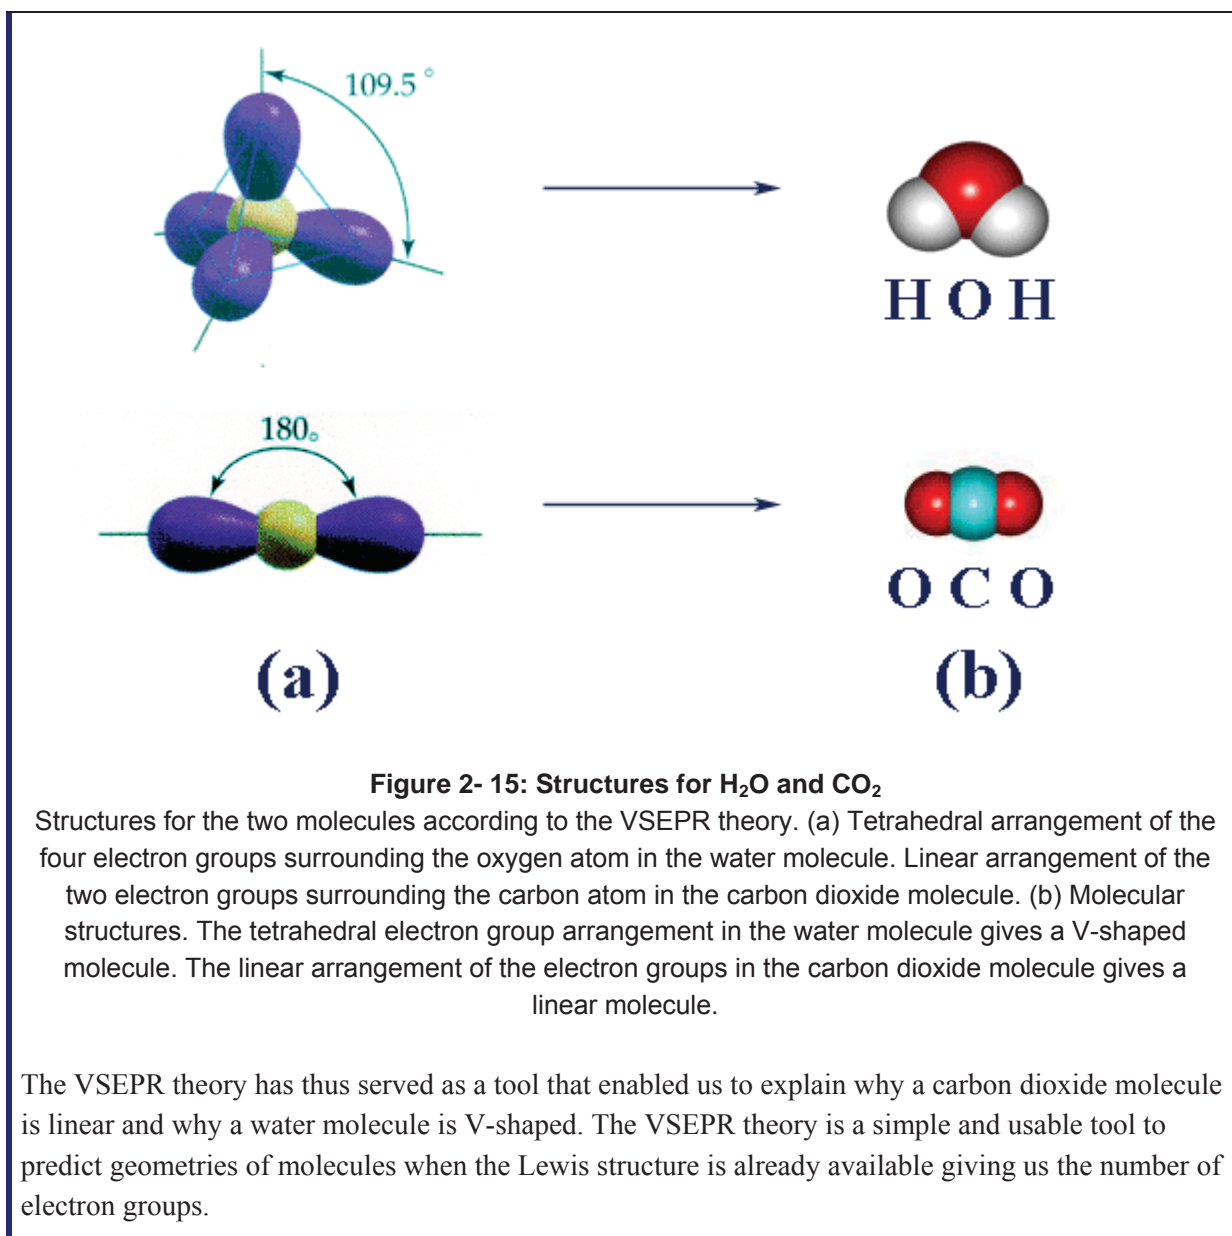 109.5°
H O H
180°
O C O
(a) (b)
Figure 2- 15: Structures for H₂O and CO₂
Structures for the two molecules according to the VSEPR theory. (a) Tetrahedral arrangement of the
four electron groups surrounding the oxygen atom in the water molecule. Linear arrangement of the
two electron groups surrounding the carbon atom in the carbon dioxide molecule. (b) Molecular
structures. The tetrahedral electron group arrangement in the water molecule gives a V-shaped
molecule. The linear arrangement of the electron groups in the carbon dioxide molecule gives a
linear molecule.
The VSEPR theory has thus served as a tool that enabled us to explain why a carbon dioxide molecule
is linear and why a water molecule is V-shaped. The VSEPR theory is a simple and usable tool to
predict geometries of molecules when the Lewis structure is already available giving us the number of
electron groups.